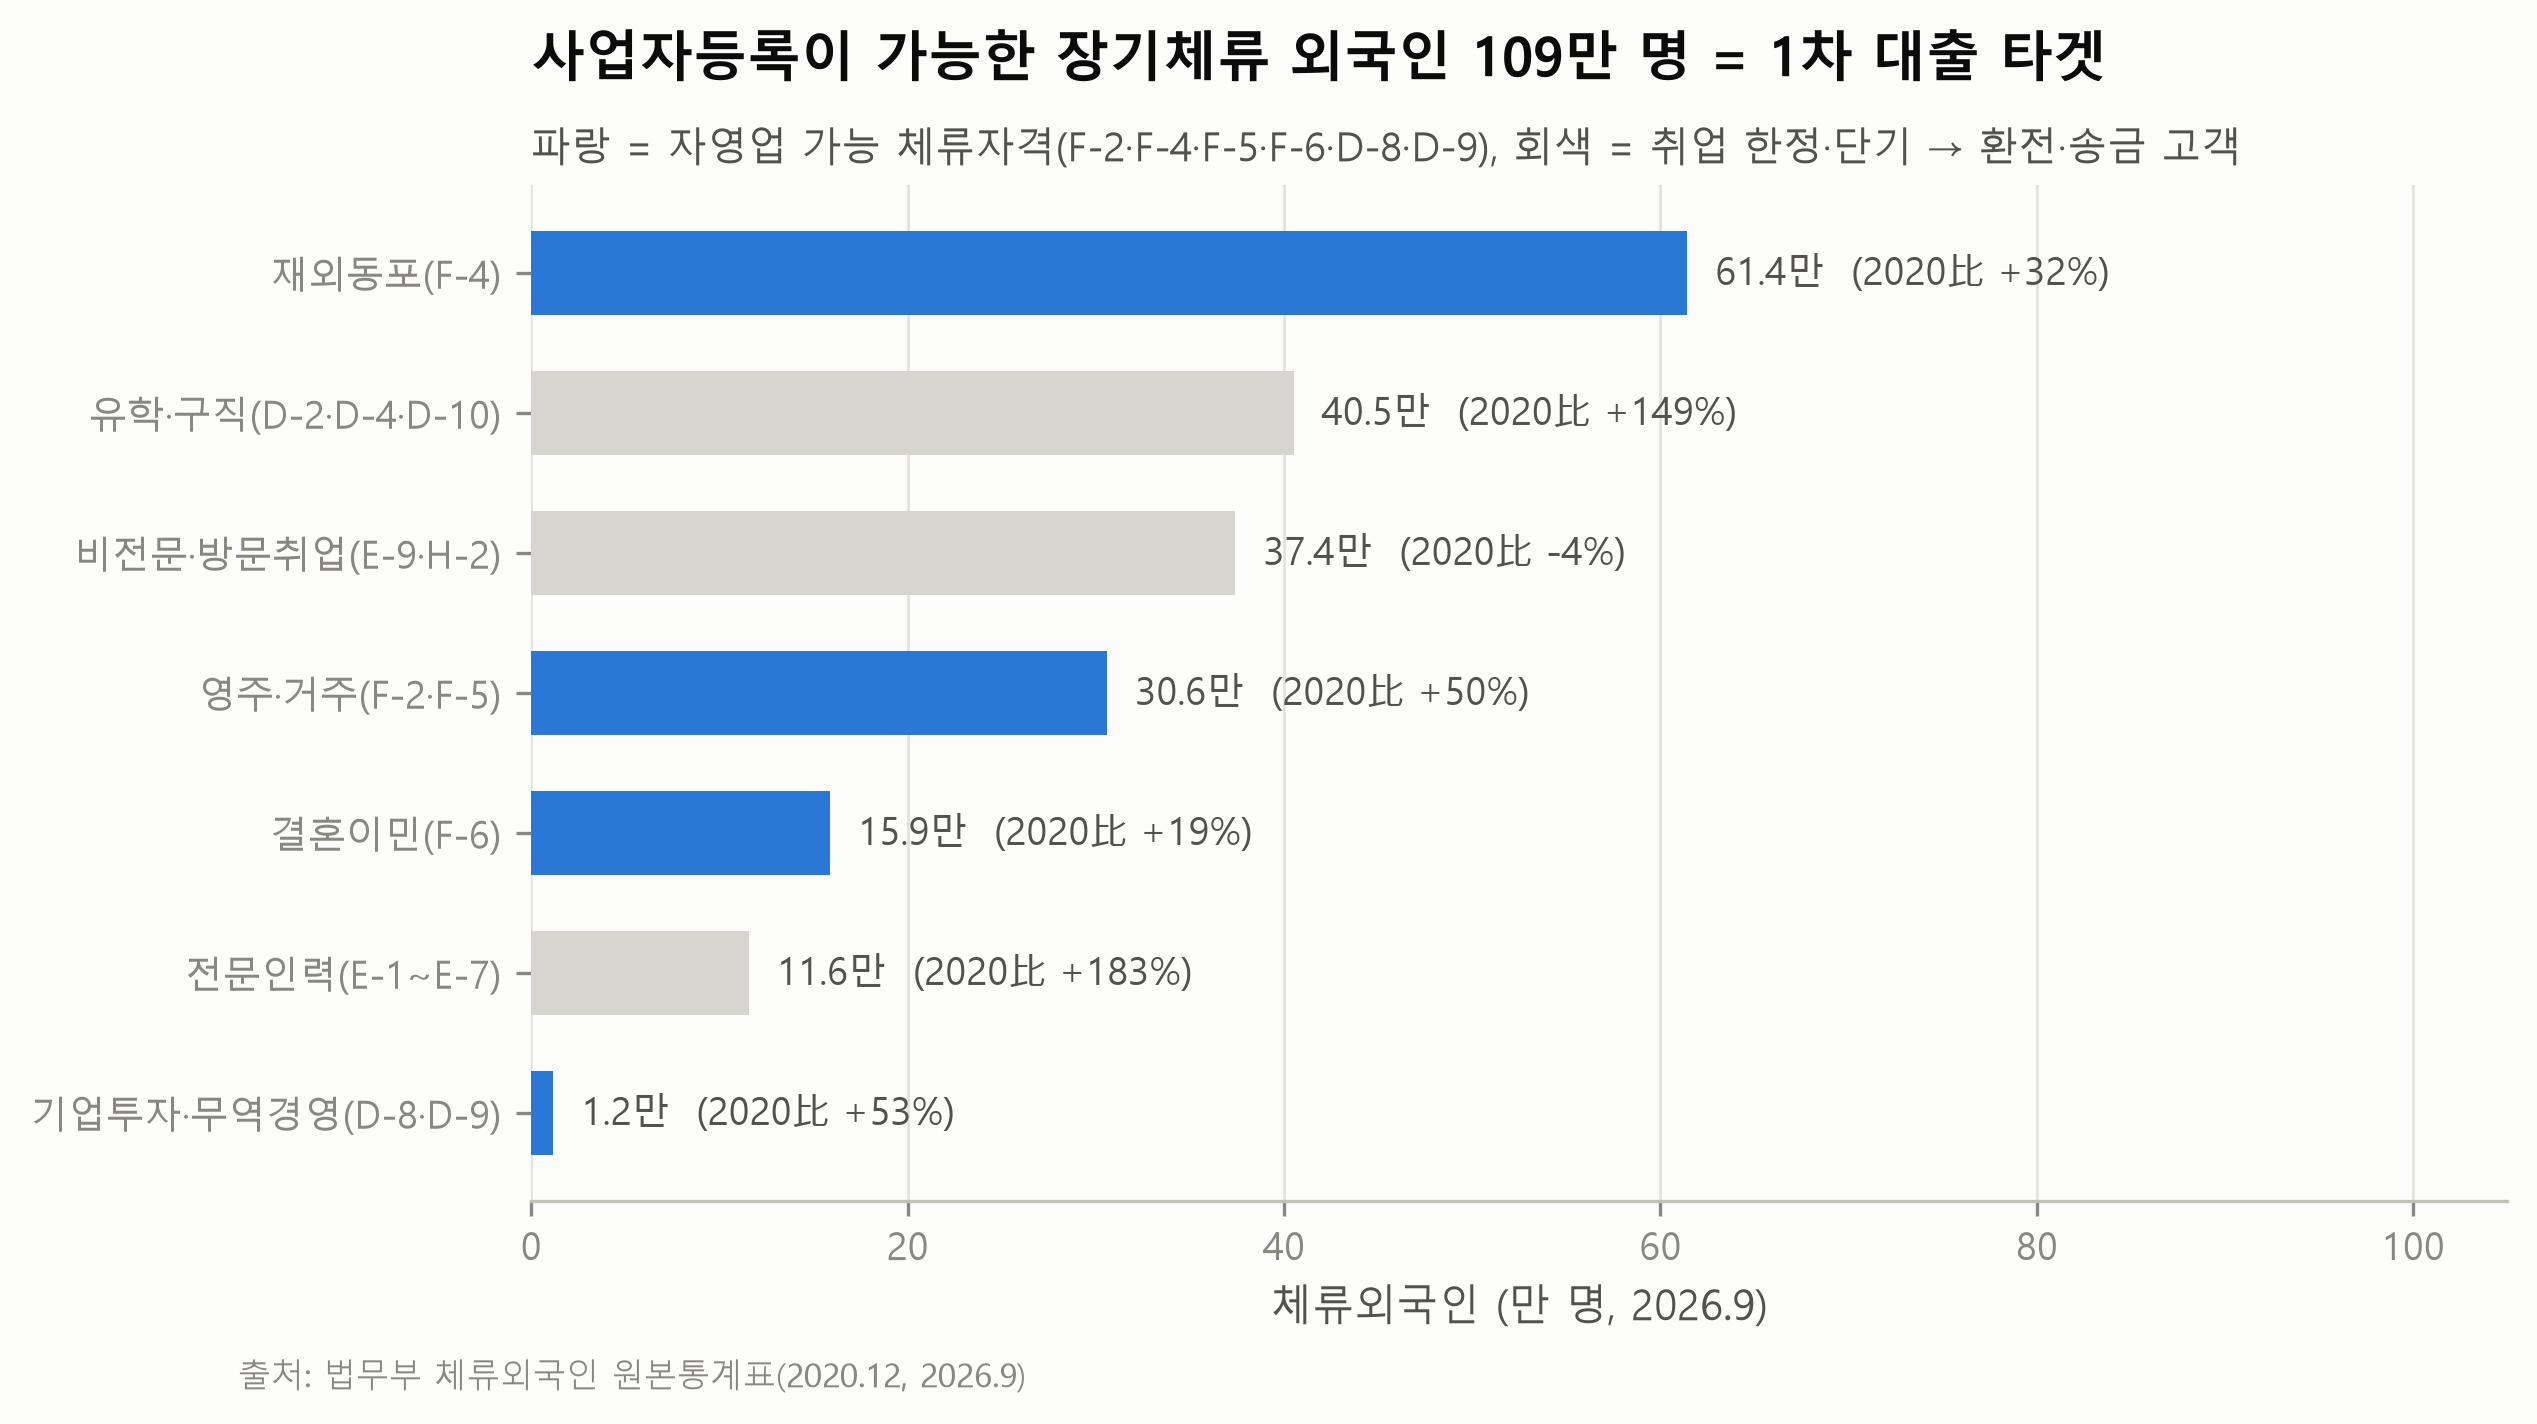 사업자등록이 가능한 장기체류 외국인 109만 명 = 1차 대출 타겟
파랑 = 자영업 가능 체류자격(F-2·F-4·F-5·F-6·D-8·D-9), 회색 = 취업 한정·단기 → 환전·송금 고객
재외동포(F-4) 61.4만 (2020比 +32%)
유학·구직(D-2·D-4·D-10) 40.5만 (2020比 +149%)
비전문·방문취업(E-9·H-2) 37.4만 (2020比 -4%)
영주·거주(F-2·F-5) 30.6만 (2020比 +50%)
결혼이민(F-6) 15.9만 (2020比 +19%)
전문인력(E-1~E-7) 11.6만 (2020比 +183%)
기업투자·무역경영(D-8·D-9) 1.2만 (2020比 +53%)
0 20 40 60 80 100
체류외국인 (만 명, 2026.9)
출처: 법무부 체류외국인 원본통계표(2020.12, 2026.9)